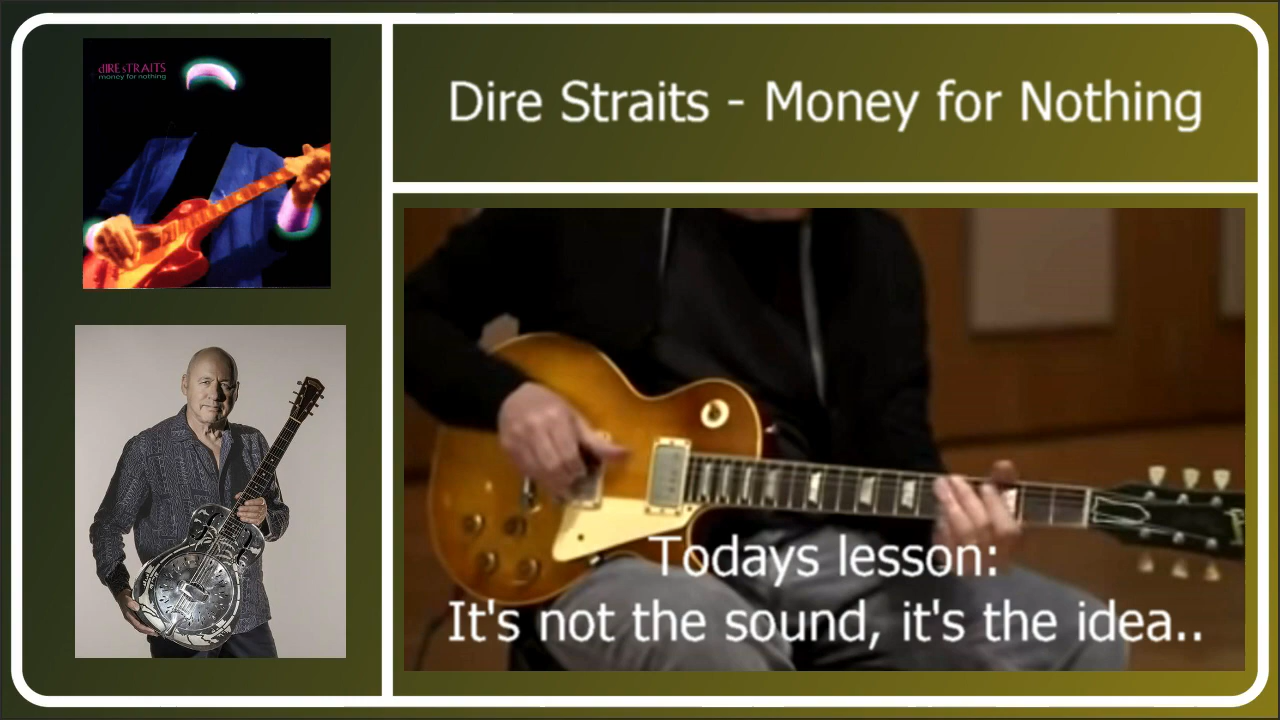 dIRE sTRAITS
money for nothing
Dire Straits - Money for Nothing
Todays lesson:
It's not the sound, it's the idea..